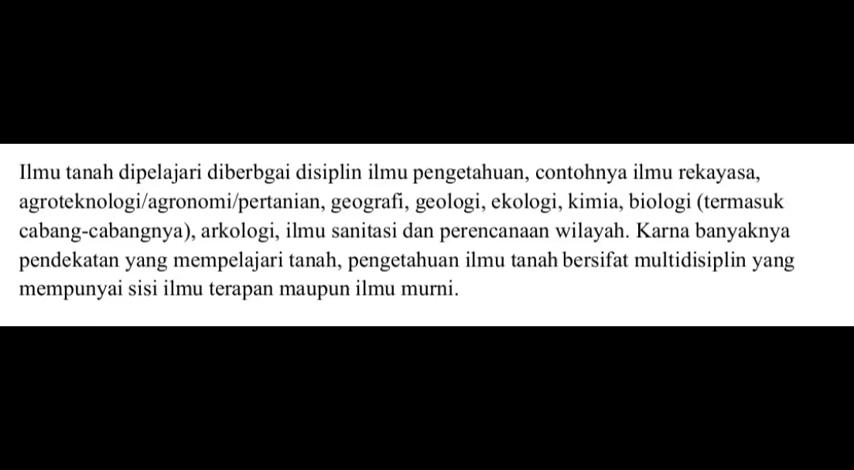 Ilmu tanah dipelajari diberbgai disiplin ilmu pengetahuan, contohnya ilmu rekayasa,
agroteknologi/agronomi/pertanian, geografi, geologi, ekologi, kimia, biologi (termasuk
cabang-cabangnya), arkologi, ilmu sanitasi dan perencanaan wilayah. Karna banyaknya
pendekatan yang mempelajari tanah, pengetahuan ilmu tanah bersifat multidisiplin yang
mempunyai sisi ilmu terapan maupun ilmu murni.